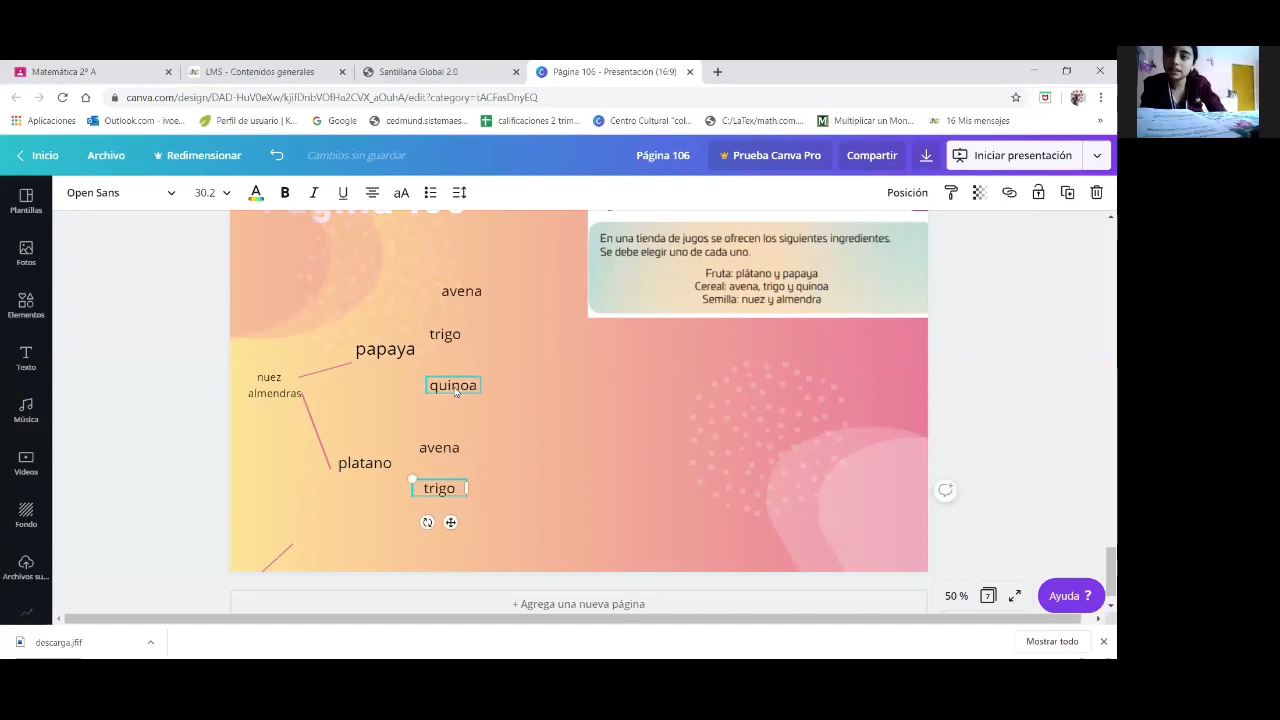 Matemática 2º A
LMS - Contenidos generales
Santillana Global 2.0
Página 106 - Presentación (16:9)
canva.com/design/DAD-HuV0eXw/kjifDnbVOfHa2CVX_aOuhA/edit?category=tACFasDnyEQ
Aplicaciones
Outlook.com - ivoe...
Perfil de usuario | K...
Google
cedmund.sistemaes...
calificaciones 2 trim...
Centro Cultural "col...
C:/LaTex/math.com....
Multiplicar un Mon...
16 Mis mensajes
»
Inicio
Archivo
Redimensionar
Cambios sin guardar
Página 106
Prueba Canva Pro
Compartir
Iniciar presentación
Open Sans
30.2
A
B
I
U
aA
Posición
Plantillas
Fotos
Elementos
Texto
Música
Videos
Fondo
Archivos su...
Página 106
En una tienda de jugos se ofrecen los siguientes ingredientes.
Se debe elegir uno de cada uno.
Fruta: plátano y papaya
Cereal: avena, trigo y quinoa
Semilla: nuez y almendra
avena
trigo
papaya
nuez
almendras
quinoa
avena
platano
trigo
+ Agrega una nueva página
50 %
7
Ayuda ?
descarga.jfif
Mostrar todo